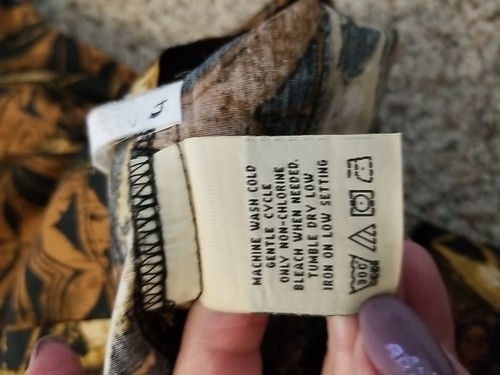 MACHINE WASH COLD
GENTLE CYCLE
ONLY NON-CHLORINE
BLEACH WHEN NEEDED.
TUMBLE DRY LOW
IRON ON LOW SETTING